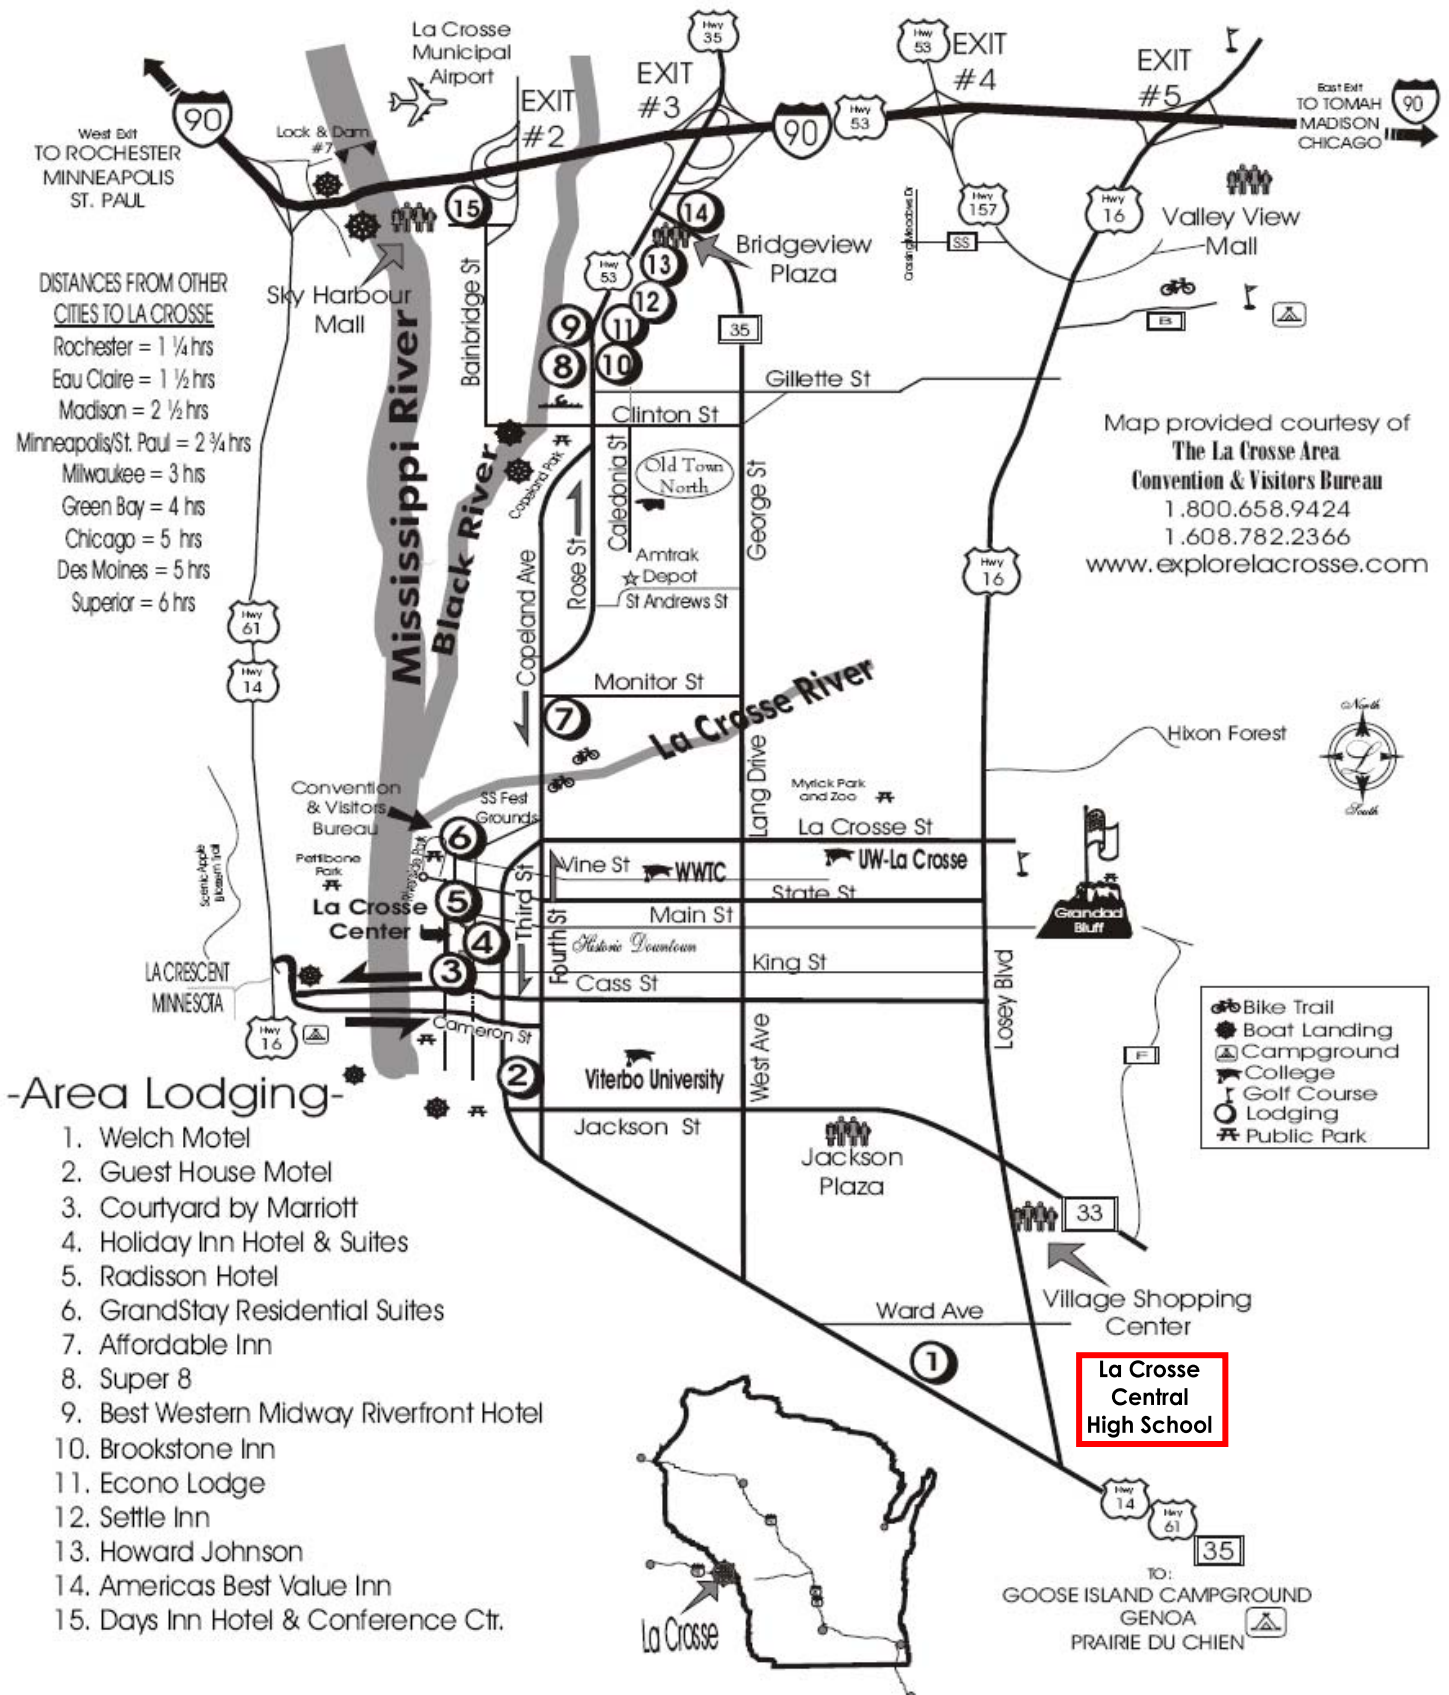 La Crosse
Municipal
Airport
Hwy
35
EXIT
#3
Hwy
53
EXIT
#4
EXIT
#5
EXIT
#2
90
90
Hwy
53
East Exit
TO TOMAH
MADISON
CHICAGO
90
West Exit
TO ROCHESTER
MINNEAPOLIS
ST. PAUL
Lock & Dam
#7
15
14
Hwy
157
Hwy
16
Valley View
Mall
Crossing Meadows Dr
SS
Bridgeview
Plaza
13
Hwy
53
12
Sky Harbour
Mall
Bainbridge St
9
11
8
10
35
B
DISTANCES FROM OTHER
CITIES TO LA CROSSE
Rochester = 1 ¼ hrs
Eau Claire = 1 ½ hrs
Madison = 2 ½ hrs
Minneapolis/St. Paul = 2 ¾ hrs
Milwaukee = 3 hrs
Green Bay = 4 hrs
Chicago = 5 hrs
Des Moines = 5 hrs
Superior = 6 hrs
Mississippi River
Black River
Gillette St
Clinton St
Copeland Park
Caledonia St
Old Town
North
George St
Map provided courtesy of
The La Crosse Area
Convention & Visitors Bureau
1.800.658.9424
1.608.782.2366
www.explorelacrosse.com
Copeland Ave
Rose St
Amtrak
Depot
St Andrews St
Hwy
16
Hwy
61
Hwy
14
Monitor St
7
La Crosse River
Lang Drive
Hixon Forest
North
L
South
Convention
& Visitors
Bureau
SS Fest
Grounds
Myrick Park
and Zoo
La Crosse St
6
Riverside Park
Pettibone
Park
Scenic Apple
Blossom Trail
Vine St
WWTC
UW-La Crosse
State St
Main St
5
La Crosse
Center
4
Third St
Fourth St
Historic Downtown
Grandad
Bluff
King St
3
Cass St
LA CRESCENT
MINNESOTA
Hwy
16
Cameron St
Losey Blvd
West Ave
F
Bike Trail
Boat Landing
Campground
College
Golf Course
Lodging
Public Park
2
Viterbo University
Jackson St
Jackson
Plaza
33
Village Shopping
Center
Ward Ave
1
La Crosse
Central
High School
-Area Lodging-
1. Welch Motel
2. Guest House Motel
3. Courtyard by Marriott
4. Holiday Inn Hotel & Suites
5. Radisson Hotel
6. GrandStay Residential Suites
7. Affordable Inn
8. Super 8
9. Best Western Midway Riverfront Hotel
10. Brookstone Inn
11. Econo Lodge
12. Settle Inn
13. Howard Johnson
14. Americas Best Value Inn
15. Days Inn Hotel & Conference Ctr.
La Crosse
Hwy
14
Hwy
61
35
TO:
GOOSE ISLAND CAMPGROUND
GENOA
PRAIRIE DU CHIEN